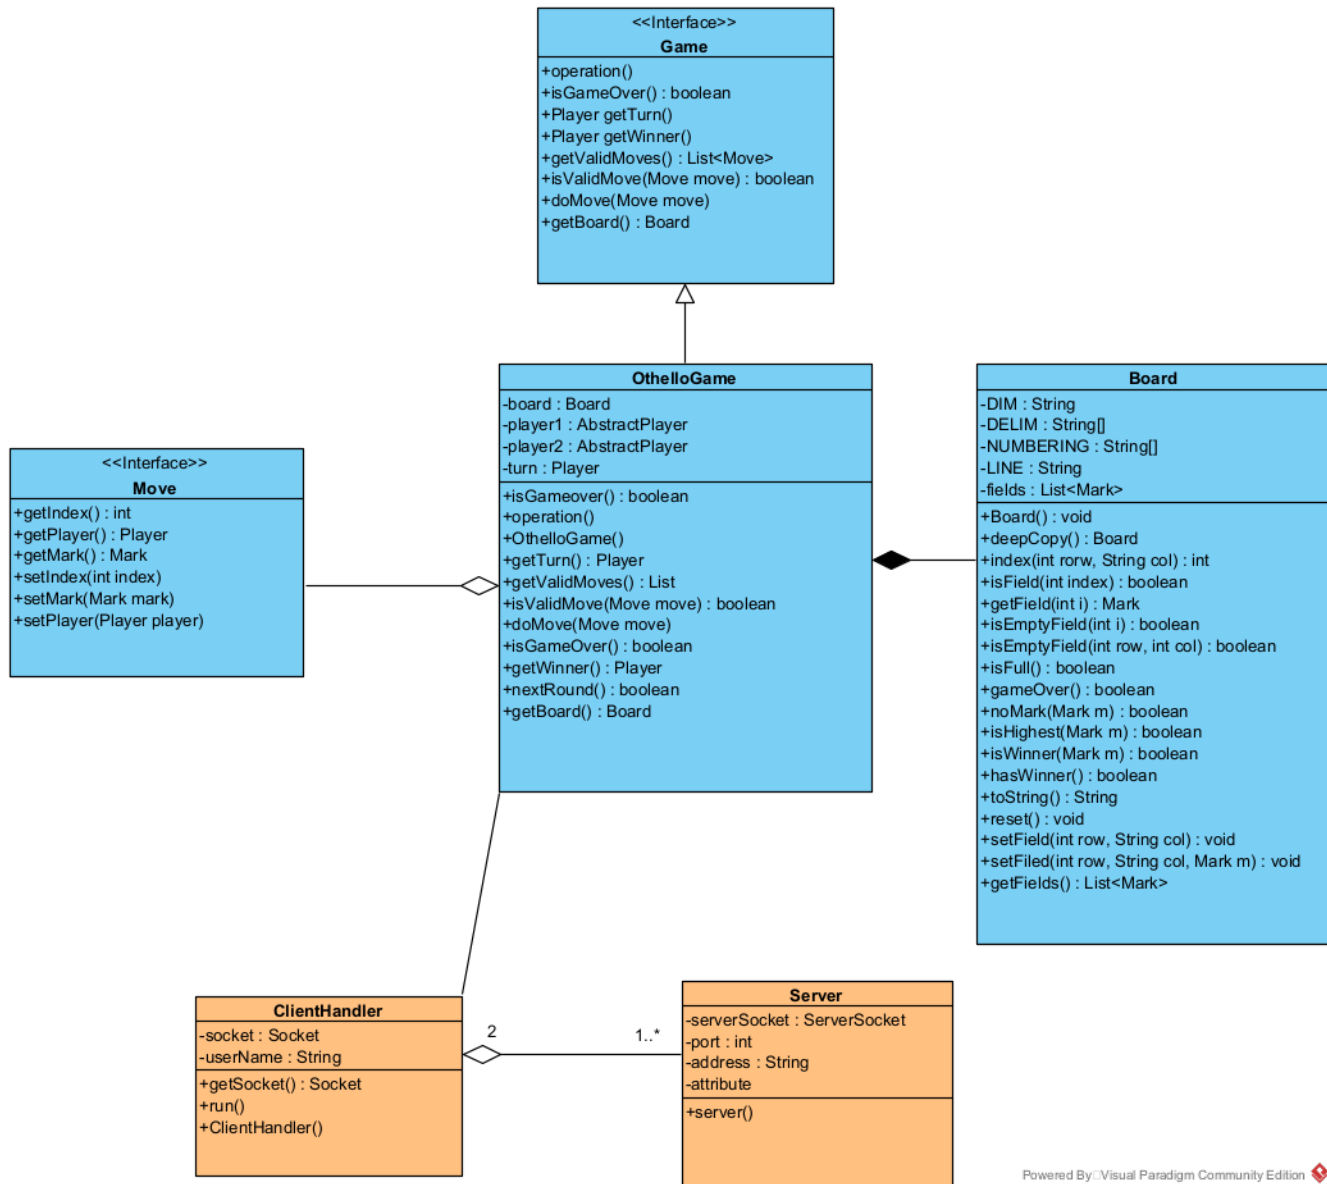 <<Interface>>
Game
+operation()
+isGameOver() : boolean
+Player getTurn()
+Player getWinner()
+getValidMoves() : List<Move>
+isValidMove(Move move) : boolean
+doMove(Move move)
+getBoard() : Board
<<Interface>>
Move
+getIndex() : int
+getPlayer() : Player
+getMark() : Mark
+setIndex(int index)
+setMark(Mark mark)
+setPlayer(Player player)
OthelloGame
-board : Board
-player1 : AbstractPlayer
-player2 : AbstractPlayer
-turn : Player
+isGameover() : boolean
+operation()
+OthelloGame()
+getTurn() : Player
+getValidMoves() : List
+isValidMove(Move move) : boolean
+doMove(Move move)
+isGameOver() : boolean
+getWinner() : Player
+nextRound() : boolean
+getBoard() : Board
Board
-DIM : String
-DELIM : String[]
-NUMBERING : String[]
-LINE : String
-fields : List<Mark>
+Board() : void
+deepCopy() : Board
+index(int rorw, String col) : int
+isField(int index) : boolean
+getField(int i) : Mark
+isEmptyField(int i) : boolean
+isEmptyField(int row, int col) : boolean
+isFull() : boolean
+gameOver() : boolean
+noMark(Mark m) : boolean
+isHighest(Mark m) : boolean
+isWinner(Mark m) : boolean
+hasWinner() : boolean
+toString() : String
+reset() : void
+setField(int row, String col) : void
+setFiled(int row, String col, Mark m) : void
+getFields() : List<Mark>
ClientHandler
-socket : Socket
-userName : String
+getSocket() : Socket
+run()
+ClientHandler()
2
1..*
Server
-serverSocket : ServerSocket
-port : int
-address : String
-attribute
+server()
Powered By Visual Paradigm Community Edition